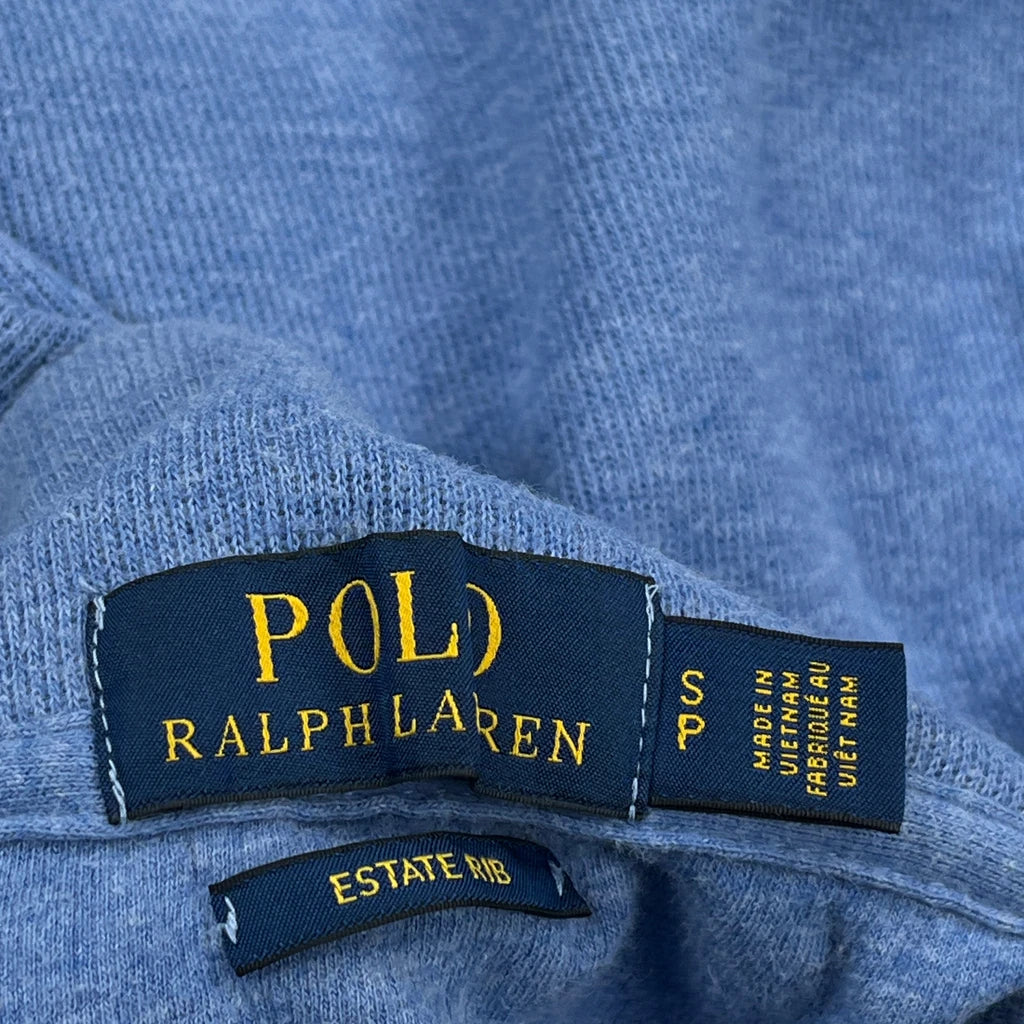 POLO
RALPH LAUREN
S
P
MADE IN
VIETNAM
FABRIQUÉ AU
VIÊT NAM
ESTATE RIB